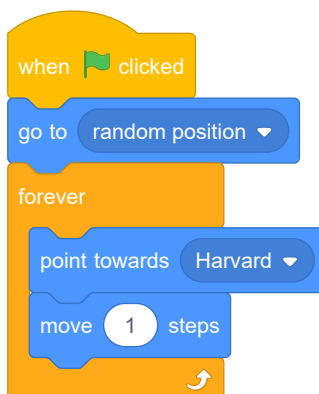 when clicked
go to random position
forever
point towards Harvard
move 1 steps